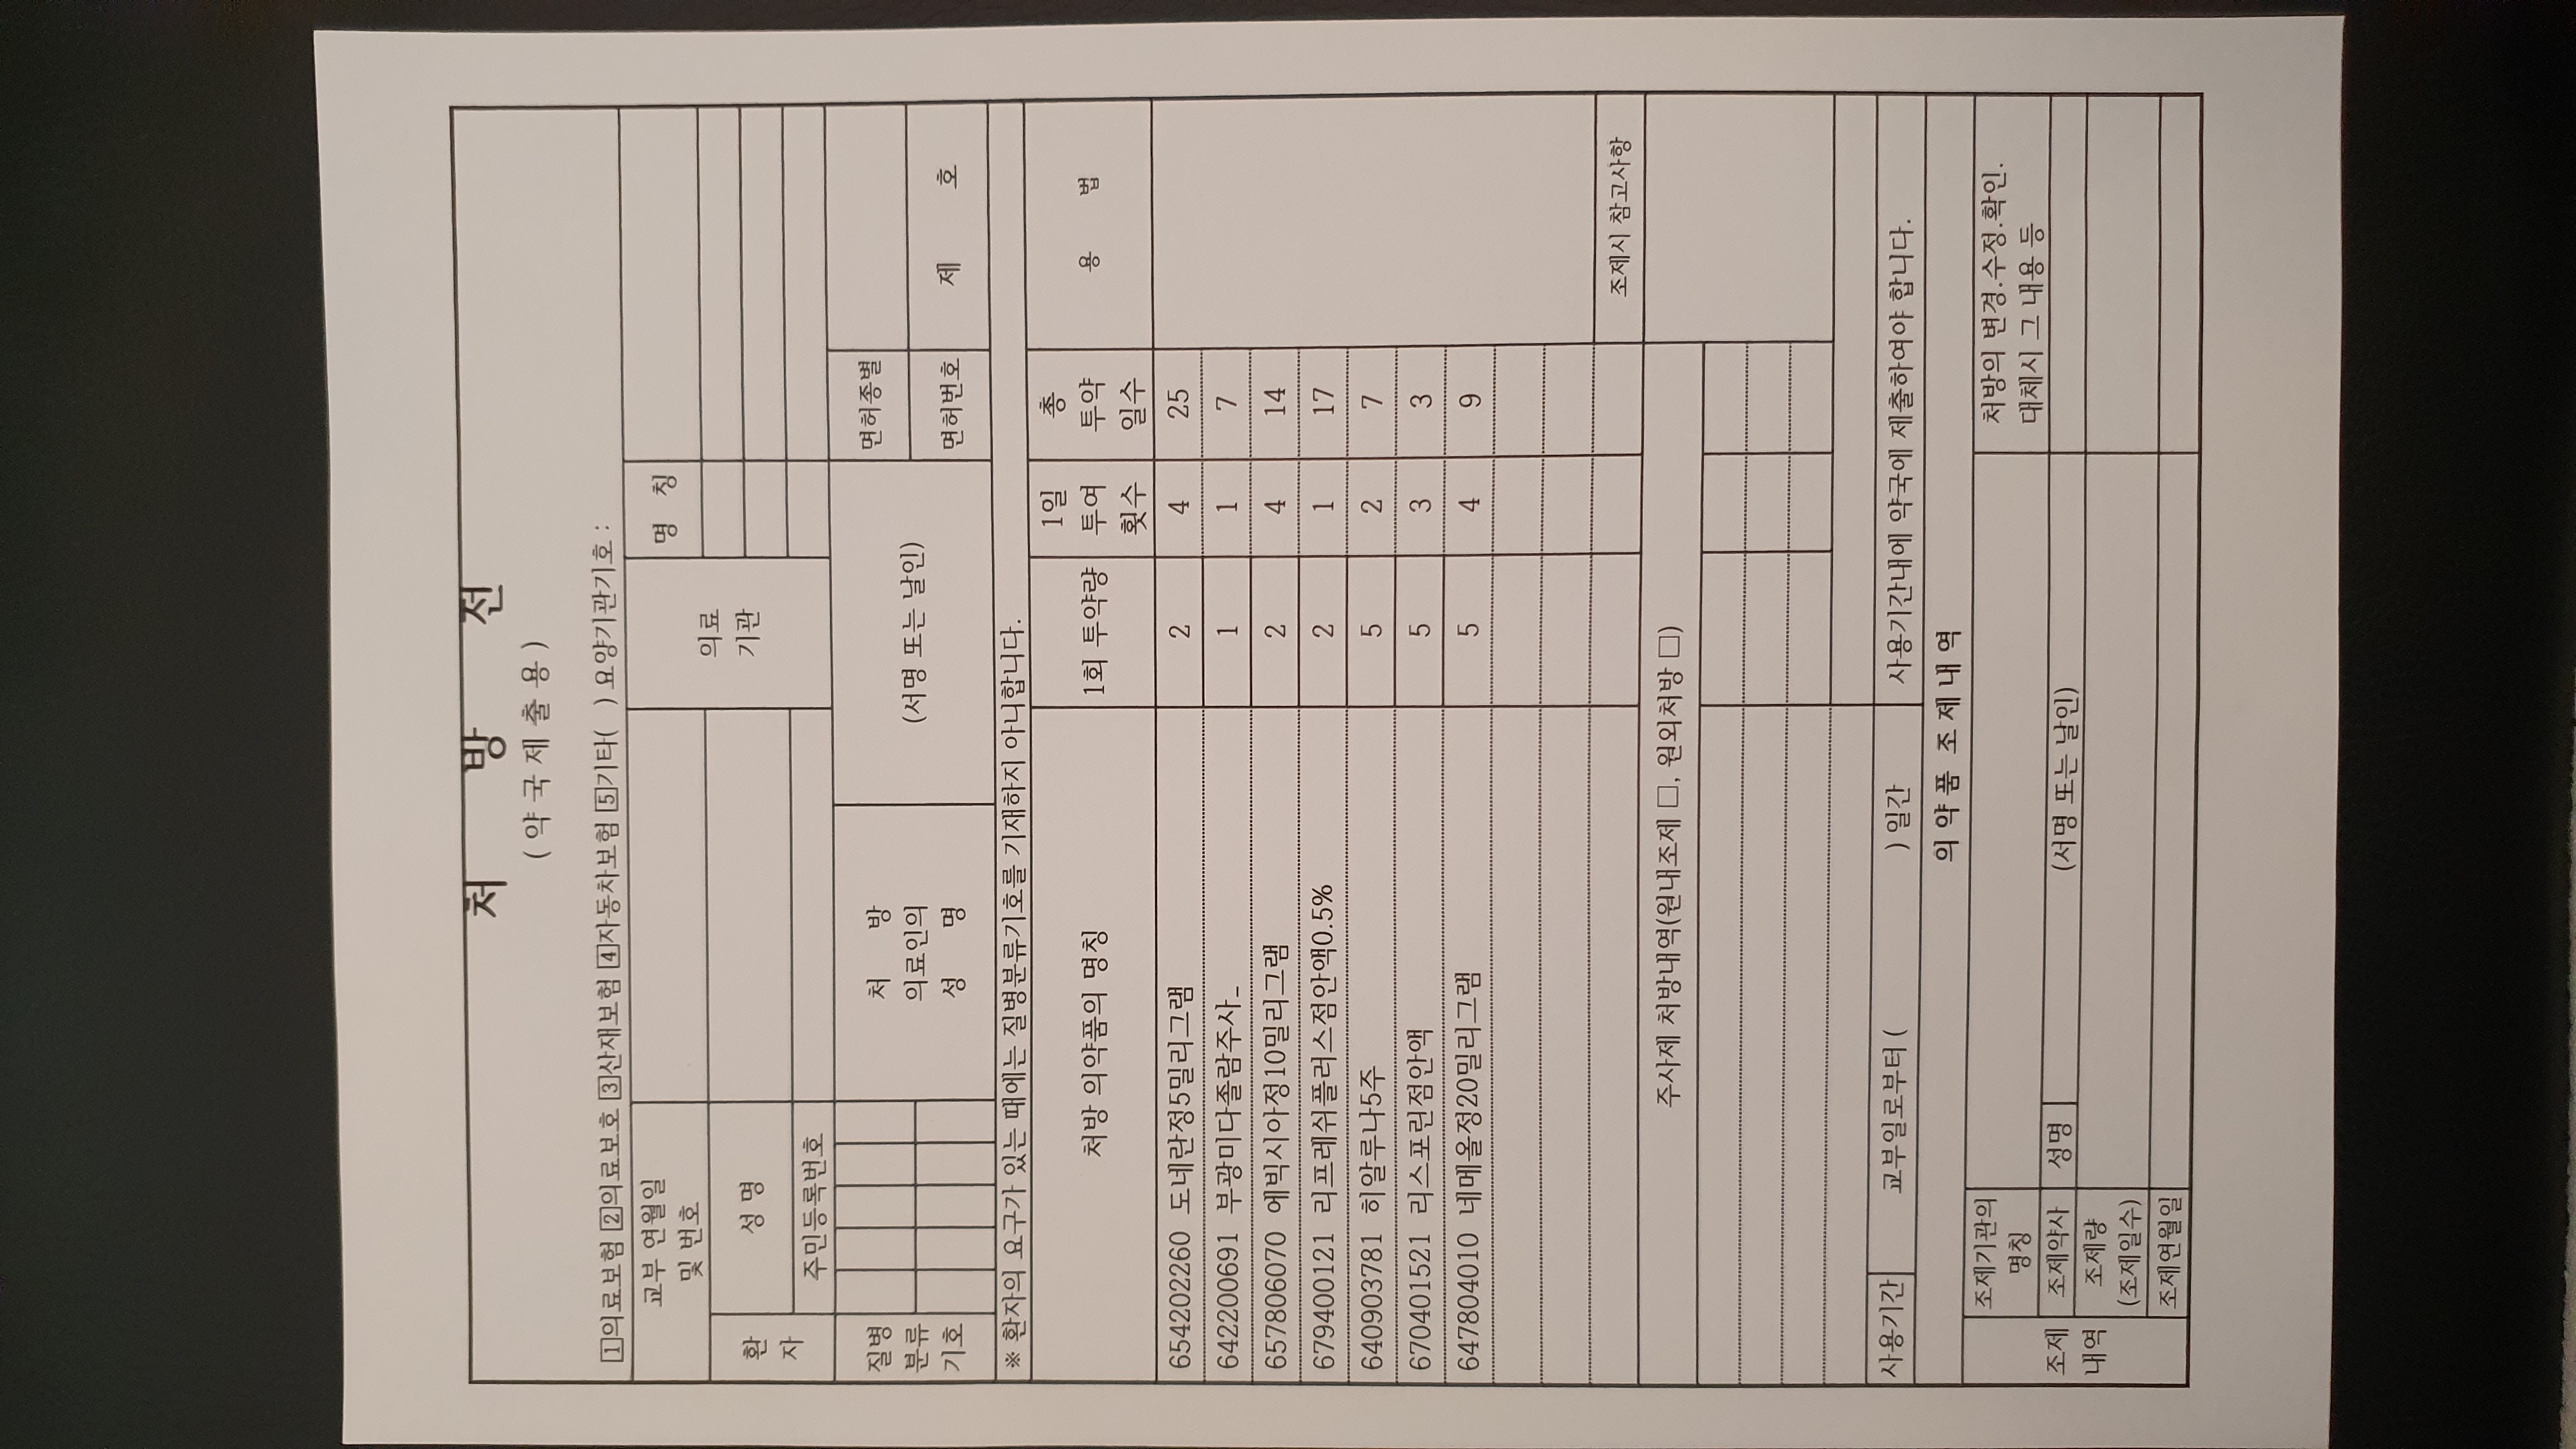 처 방 전
( 약 국 제 출 용 )
1의료보험 2의료보호 3산재보험 4자동차보험 5기타( ) 요양기관기호 :
교부 연월일
및 번호
의료
기관
명 칭
환
자
성 명
주민등록번호
질병
분류
기호
처 방
의료인의
성 명
(서명 또는 날인)
면허종별
면허번호
제 호
※ 환자의 요구가 있는 때에는 질병분류기호를 기재하지 아니합니다.
처방 의약품의 명칭
1회 투약량
1일
투여
횟수
총
투약
일수
용 법
654202260 도네란정5밀리그램 2 4 25
642200691 부광미다졸람주사_ 1 1 7
657806070 에빅시아정10밀리그램 2 4 14
679400121 리프레쉬플러스점안액0.5% 2 1 17
640903781 히알루나5주 5 2 7
670401521 리스포린점안액 5 3 3
647804010 네메올정20밀리그램 5 4 9
조제시 참고사항
주사제 처방내역(원내조제 □, 원외처방 □)
사용기간 교부일로부터 ( ) 일간 사용기간내에 약국에 제출하여야 합니다.
의 약 품 조 제 내 역
조제
내역
조제기관의
명칭
처방의 변경.수정.확인.
대체시 그 내용 등
조제약사 성명 (서명 또는 날인)
조제량
(조제일수)
조제연월일